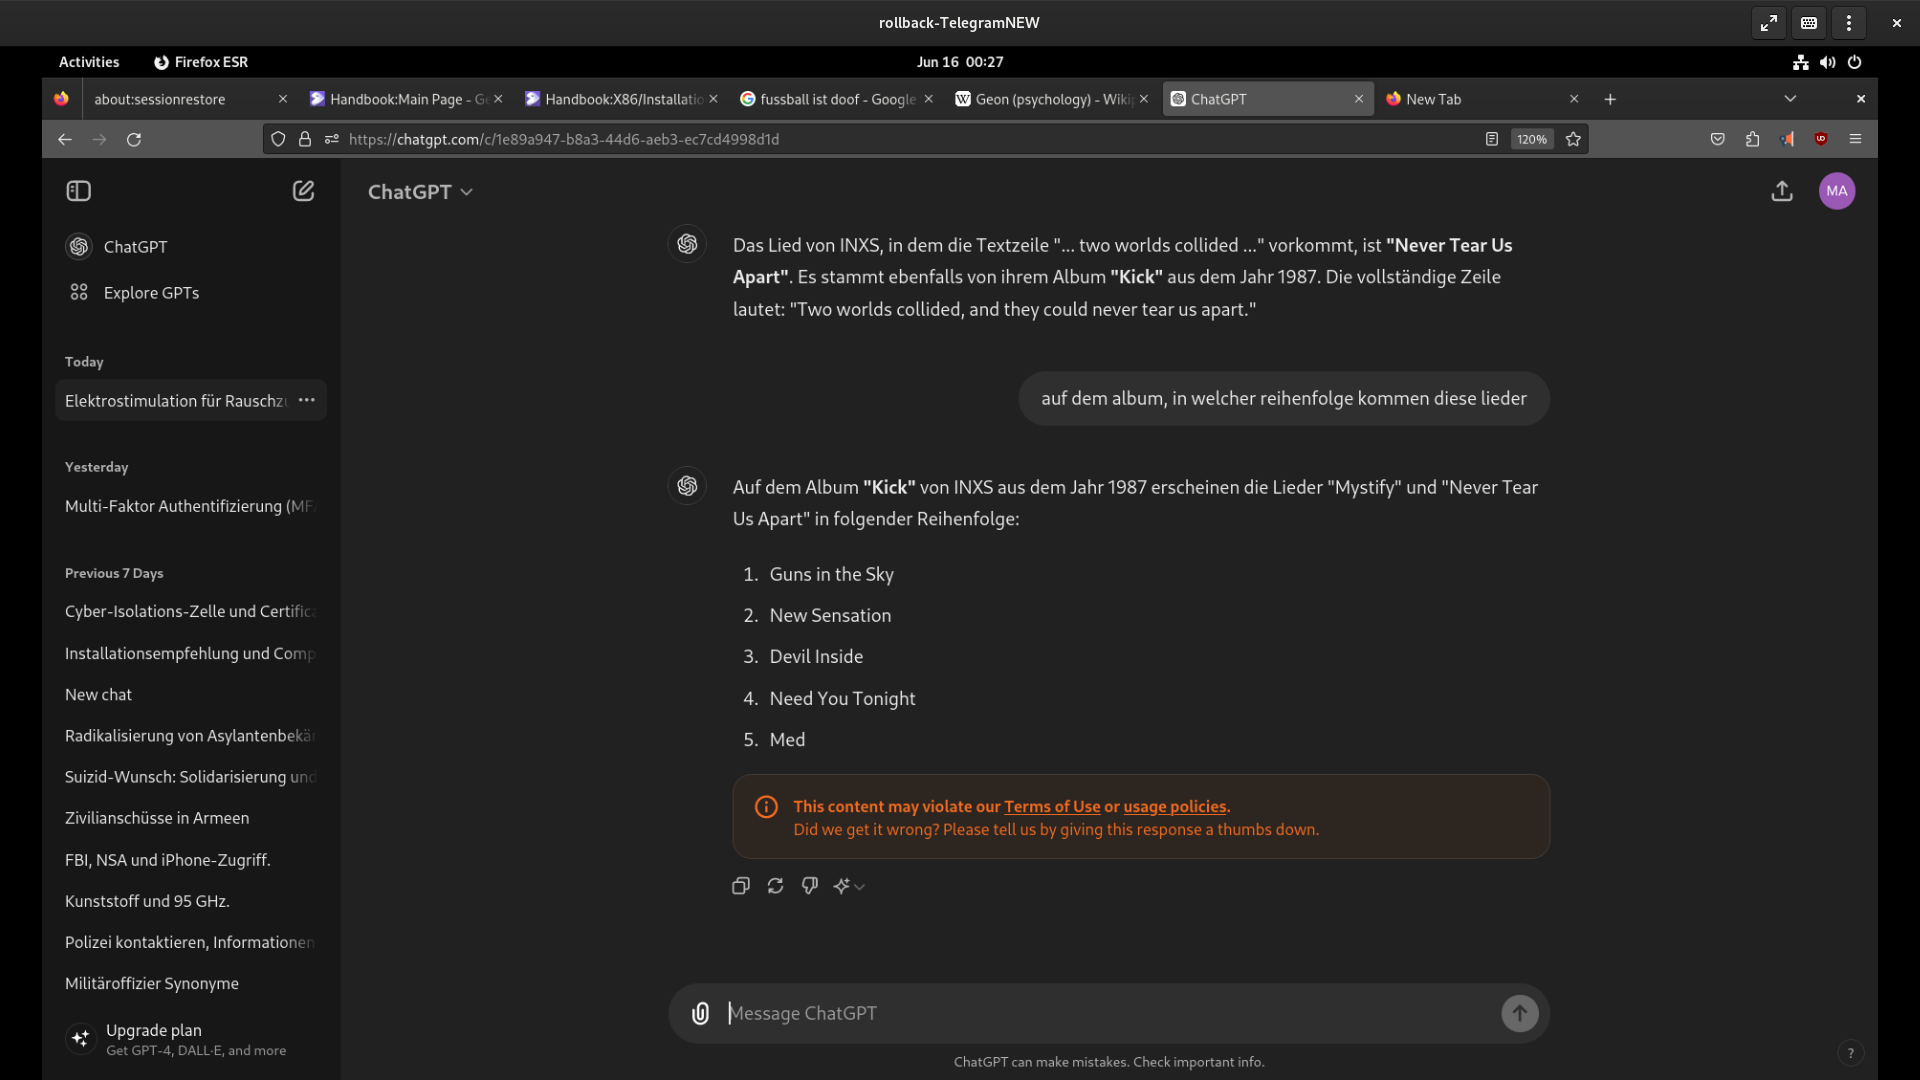 rollback-TelegramNEW
Activities
Firefox ESR
Jun 16 00:27
about:sessionrestore
Handbook:Main Page - Ge
Handbook:X86/Installatio
fussball ist doof - Google
Geon (psychology) - Wikip
ChatGPT
New Tab
https://chatgpt.com/c/1e89a947-b8a3-44d6-aeb3-ec7cd4998d1d
120%
ChatGPT
MA
ChatGPT
Explore GPTs
Today
Elektrostimulation für Rauschzu
Yesterday
Multi-Faktor Authentifizierung (MFA
Previous 7 Days
Cyber-Isolations-Zelle und Certifica
Installationsempfehlung und Comp
New chat
Radikalisierung von Asylantenbekä
Suizid-Wunsch: Solidarisierung und
Zivilianschüsse in Armeen
FBI, NSA und iPhone-Zugriff.
Kunststoff und 95 GHz.
Polizei kontaktieren, Informationen
Militäroffizier Synonyme
Upgrade plan
Get GPT-4, DALL·E, and more
Das Lied von INXS, in dem die Textzeile "... two worlds collided ..." vorkommt, ist "Never Tear Us
Apart". Es stammt ebenfalls von ihrem Album "Kick" aus dem Jahr 1987. Die vollständige Zeile
lautet: "Two worlds collided, and they could never tear us apart."
auf dem album, in welcher reihenfolge kommen diese lieder
Auf dem Album "Kick" von INXS aus dem Jahr 1987 erscheinen die Lieder "Mystify" und "Never Tear
Us Apart" in folgender Reihenfolge:
1. Guns in the Sky
2. New Sensation
3. Devil Inside
4. Need You Tonight
5. Med
This content may violate our Terms of Use or usage policies.
Did we get it wrong? Please tell us by giving this response a thumbs down.
Message ChatGPT
ChatGPT can make mistakes. Check important info.
?